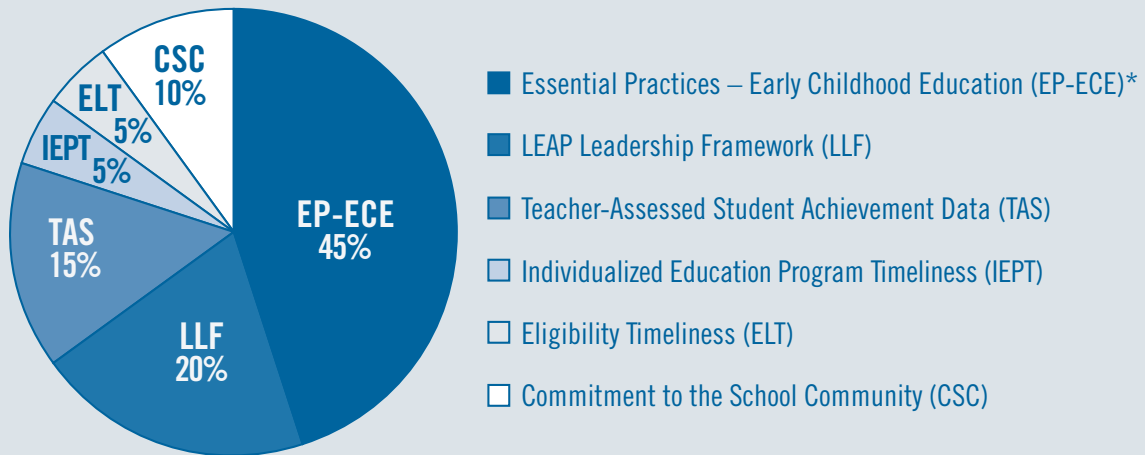 CSC
10%
ELT
5%
IEPT
5%
TAS
15%
LLF
20%
EP-ECE
45%
Essential Practices – Early Childhood Education (EP-ECE)*
LEAP Leadership Framework (LLF)
Teacher-Assessed Student Achievement Data (TAS)
Individualized Education Program Timeliness (IEPT)
Eligibility Timeliness (ELT)
Commitment to the School Community (CSC)